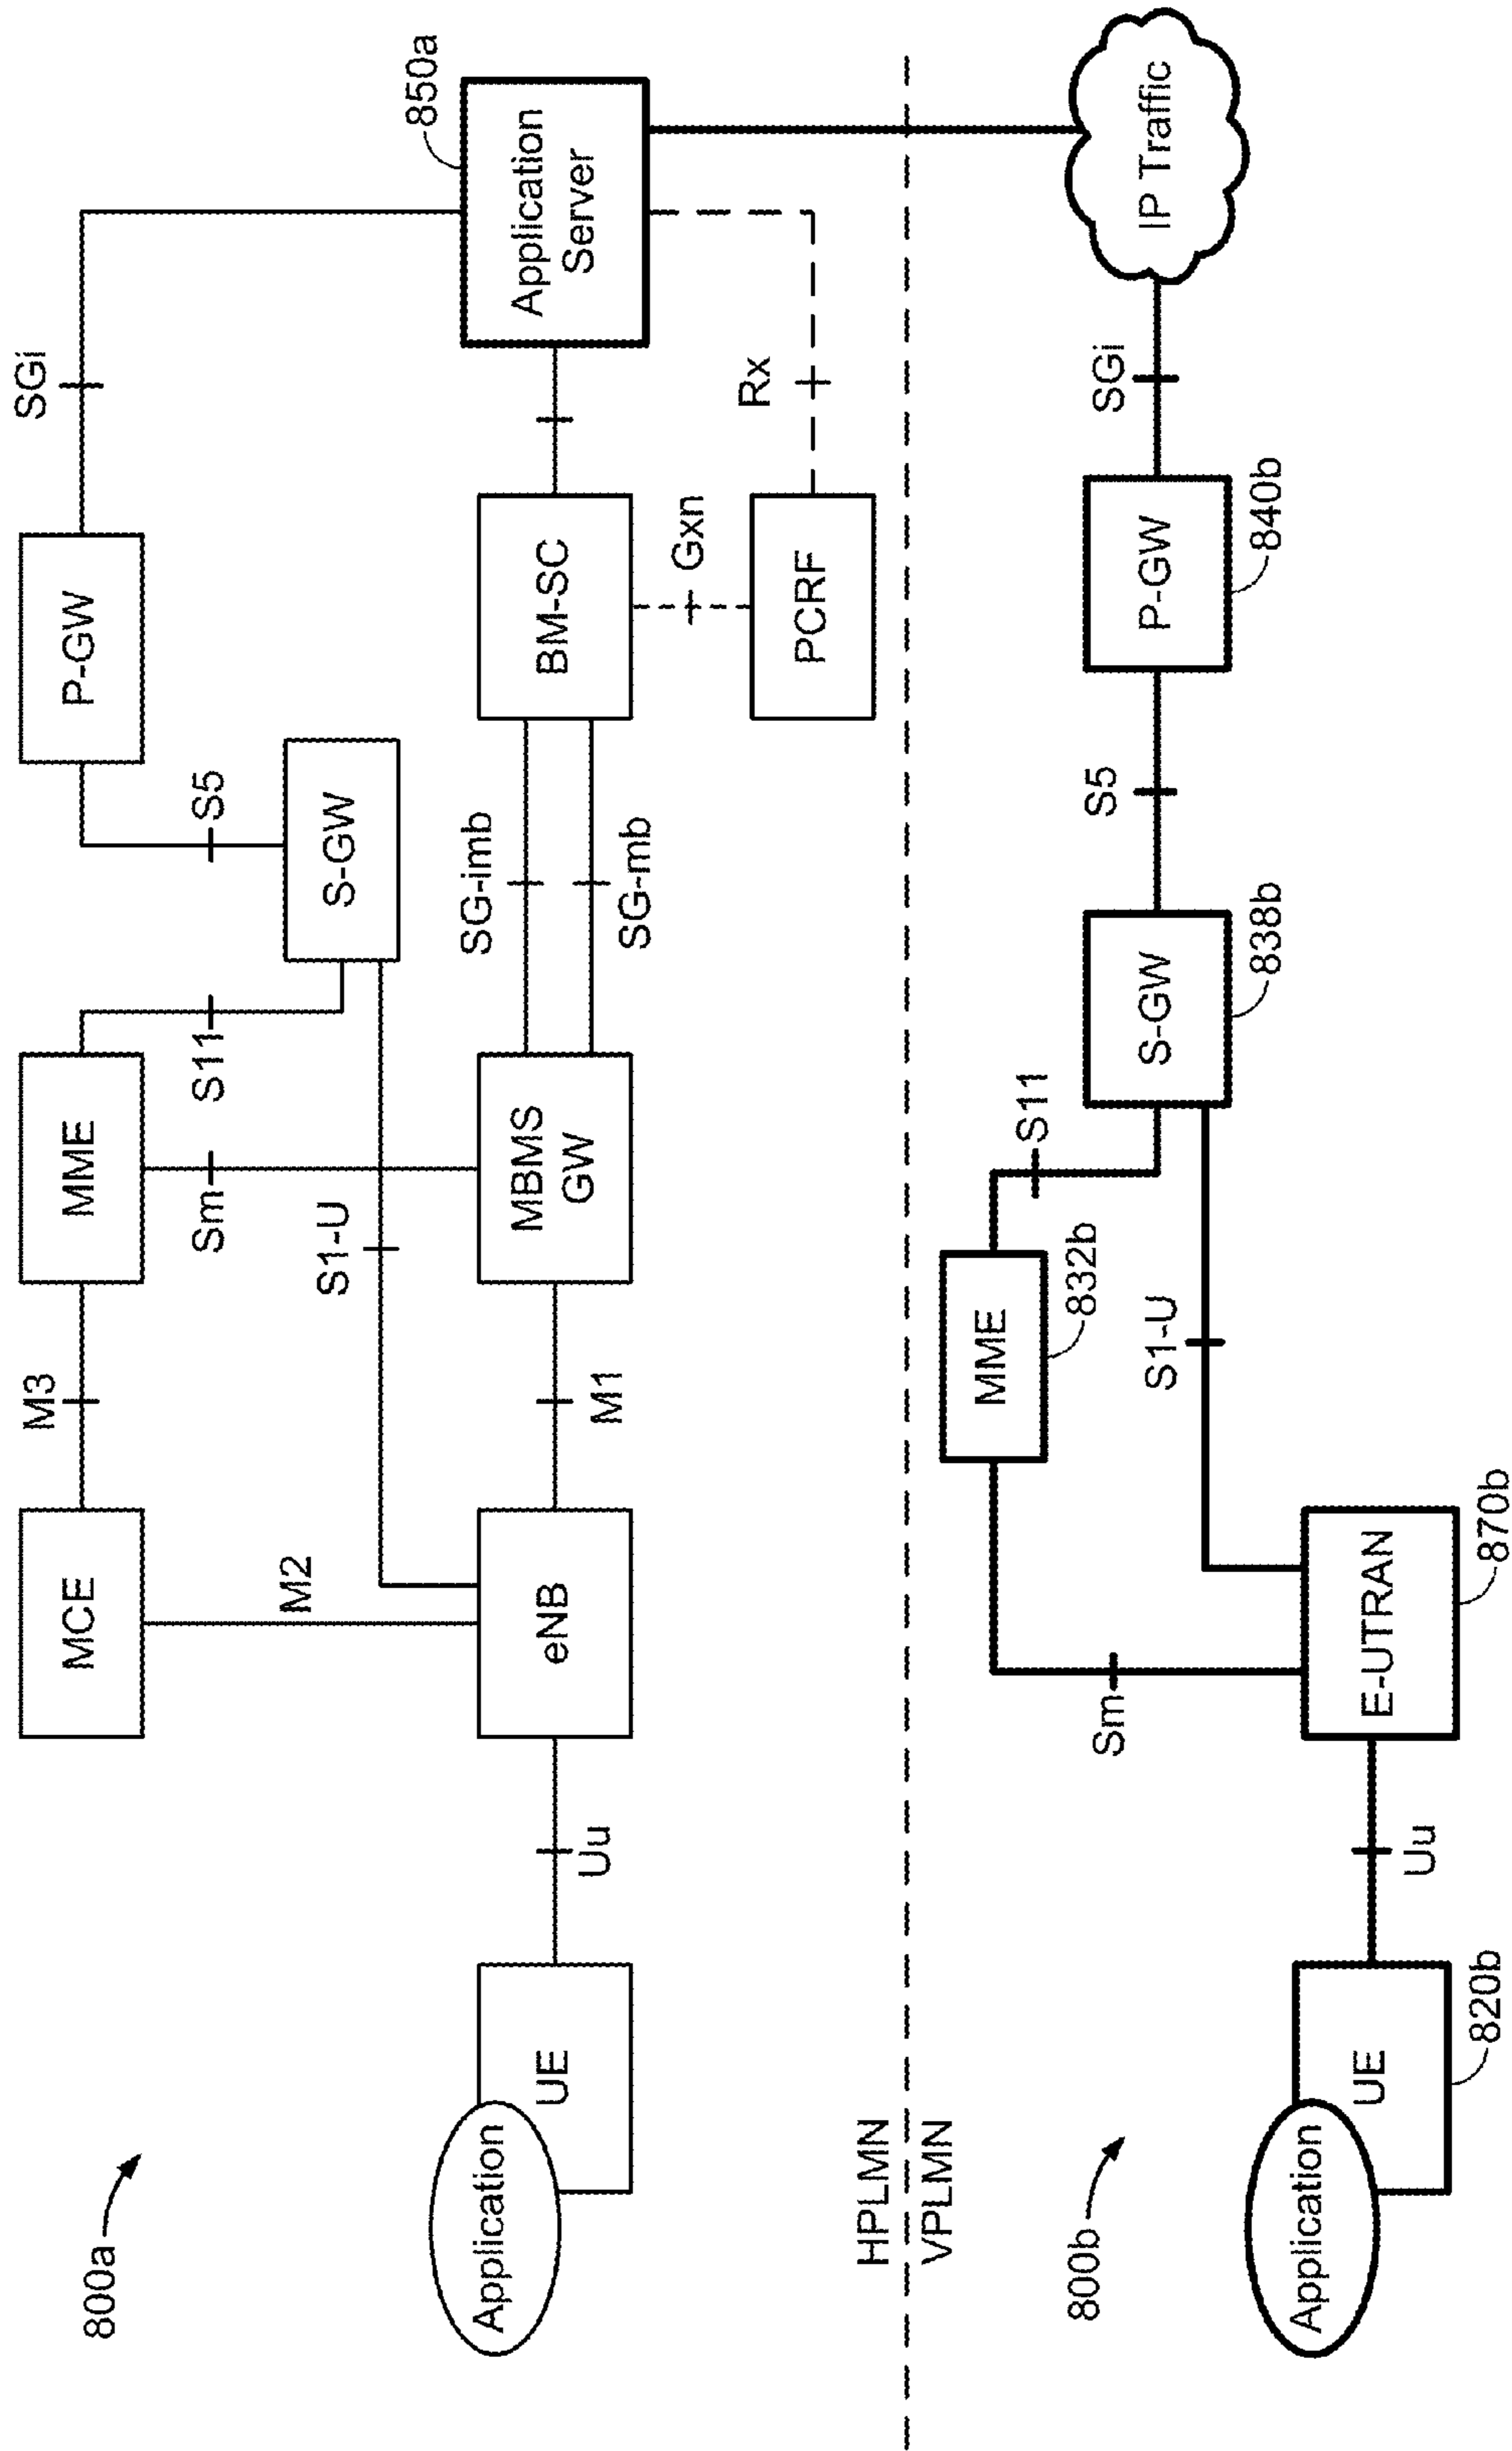 800a
MCE
M3
MME
P-GW
SGi
850a
M2
Sm
S11
S5
S1-U
S-GW
Application
UE
Uu
eNB
M1
MBMS
GW
SG-imb
SG-mb
BM-SC
Application
Server
Gxn
Rx
PCRF
HPLMN
VPLMN
800b
MME
832b
S11
Sm
S1-U
S-GW
838b
S5
P-GW
840b
SGi
IP Traffic
Application
UE
820b
Uu
E-UTRAN
870b